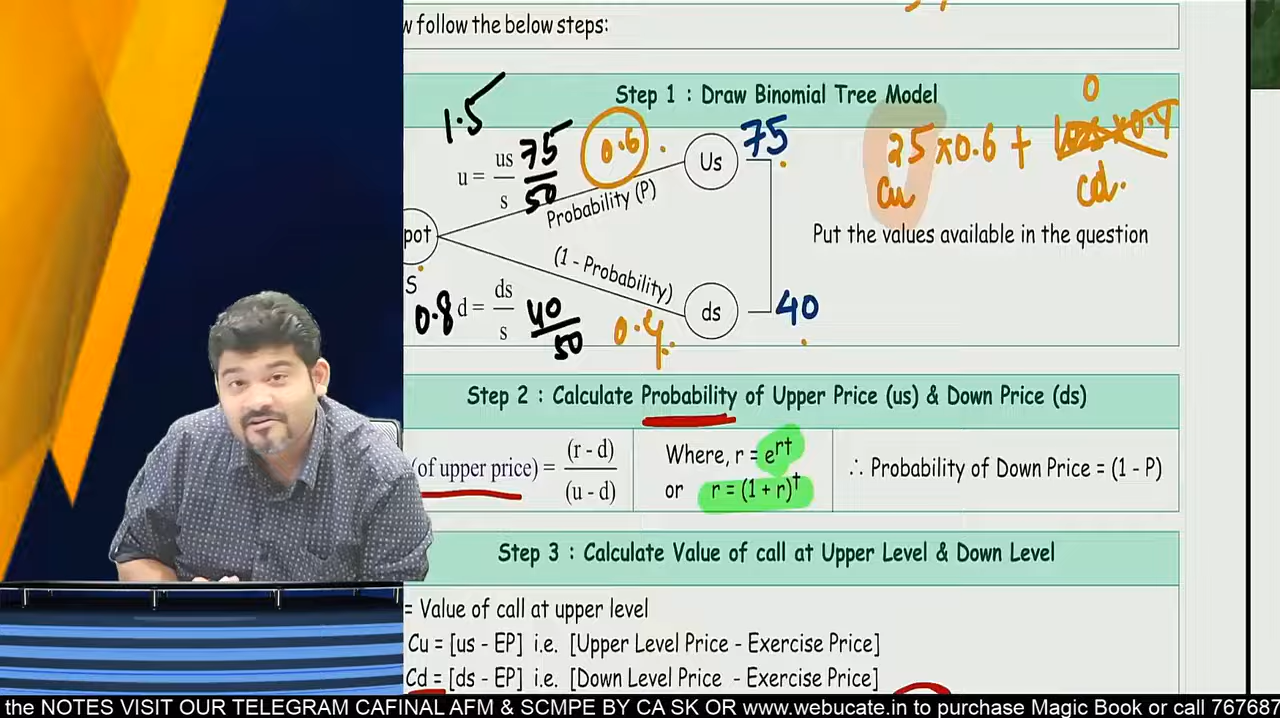 w follow the below steps:
Step 1 : Draw Binomial Tree Model
1.5
u = us/s 75/50
0.6
Probability (P)
Us
75
pot
S
(1 - Probability)
0.8 d = ds/s 40/50
0.4
ds
40
25×0.6 + 0
×0.4
cu
cd
Put the values available in the question
Step 2 : Calculate Probability of Upper Price (us) & Down Price (ds)
(of upper price) = (r - d)/(u - d)
Where, r = e^rt
or r = (1 + r)^t
∴ Probability of Down Price = (1 - P)
Step 3 : Calculate Value of call at Upper Level & Down Level
= Value of call at upper level
Cu = [us - EP] i.e. [Upper Level Price - Exercise Price]
Cd = [ds - EP] i.e. [Down Level Price - Exercise Price]
the NOTES VISIT OUR TELEGRAM CAFINAL AFM & SCMPE BY CA SK OR www.webucate.in to purchase Magic Book or call 767687